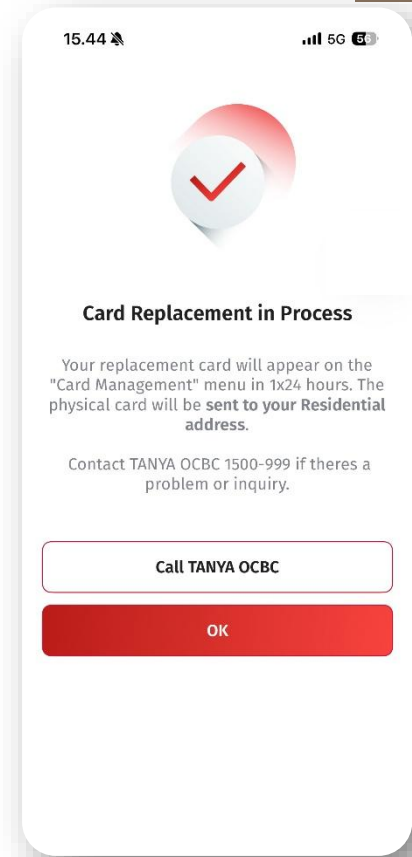 15.44 5G 56
Card Replacement in Process
Your replacement card will appear on the
"Card Management" menu in 1x24 hours. The
physical card will be sent to your Residential
address.
Contact TANYA OCBC 1500-999 if theres a
problem or inquiry.
Call TANYA OCBC
OK